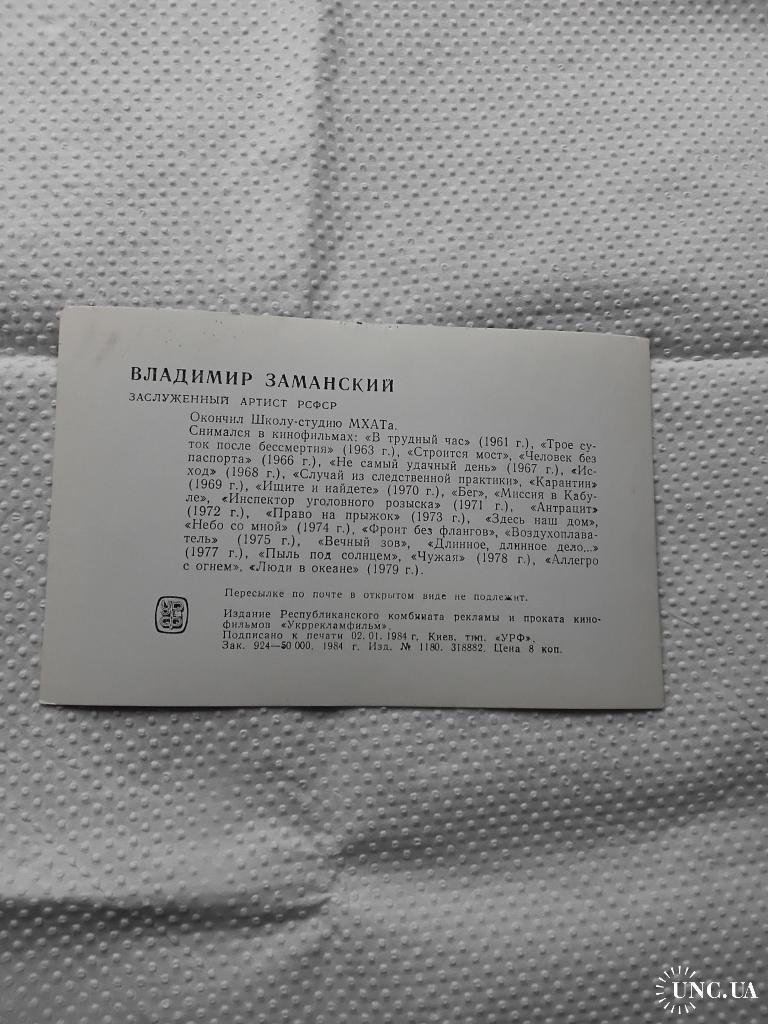 ВЛАДИМИР ЗАМАНСКИЙ
ЗАСЛУЖЕННЫЙ АРТИСТ РСФСР
Окончил Школу-студию МХАТа.
Снимался в кинофильмах: «В трудный час» (1961 г.), «Трое су-
ток после бессмертия» (1963 г.), «Строится мост», «Человек без
паспорта» (1966 г.), «Не самый удачный день» (1967 г.), «Ис-
ход» (1968 г.), «Случай из следственной практики», «Карантин»
(1969 г.), «Ищите и найдете» (1970 г.), «Бег», «Миссия в Кабу-
ле», «Инспектор уголовного розыска» (1971 г.), «Антрацит»
(1972 г.), «Право на прыжок» (1973 г.), «Здесь наш дом»,
«Небо со мной» (1974 г.), «Фронт без флангов», «Воздухоплава-
тель» (1975 г.), «Вечный зов», «Длинное, длинное дело...»
(1977 г.), «Пыль под солнцем», «Чужая» (1978 г.), «Аллегро
с огнем», «Люди в океане» (1979 г.).
Пересылке по почте в открытом виде не подлежит.
Издание Республиканского комбината рекламы и проката кино-
фильмов «Укррекламфильм».
Подписано к печати 02.01.1984 г. Киев, тип. «УРФ».
Зак. 924—50 000. 1984 г. Изд. № 1180. 318882. Цена 8 коп.
UNC.UA